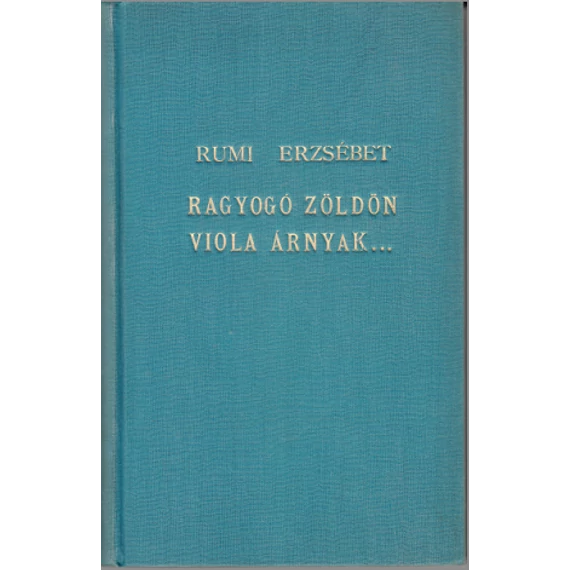 RUMI ERZSÉBET
RAGYOGÓ ZÖLDÖN
VIOLA ÁRNYAK...